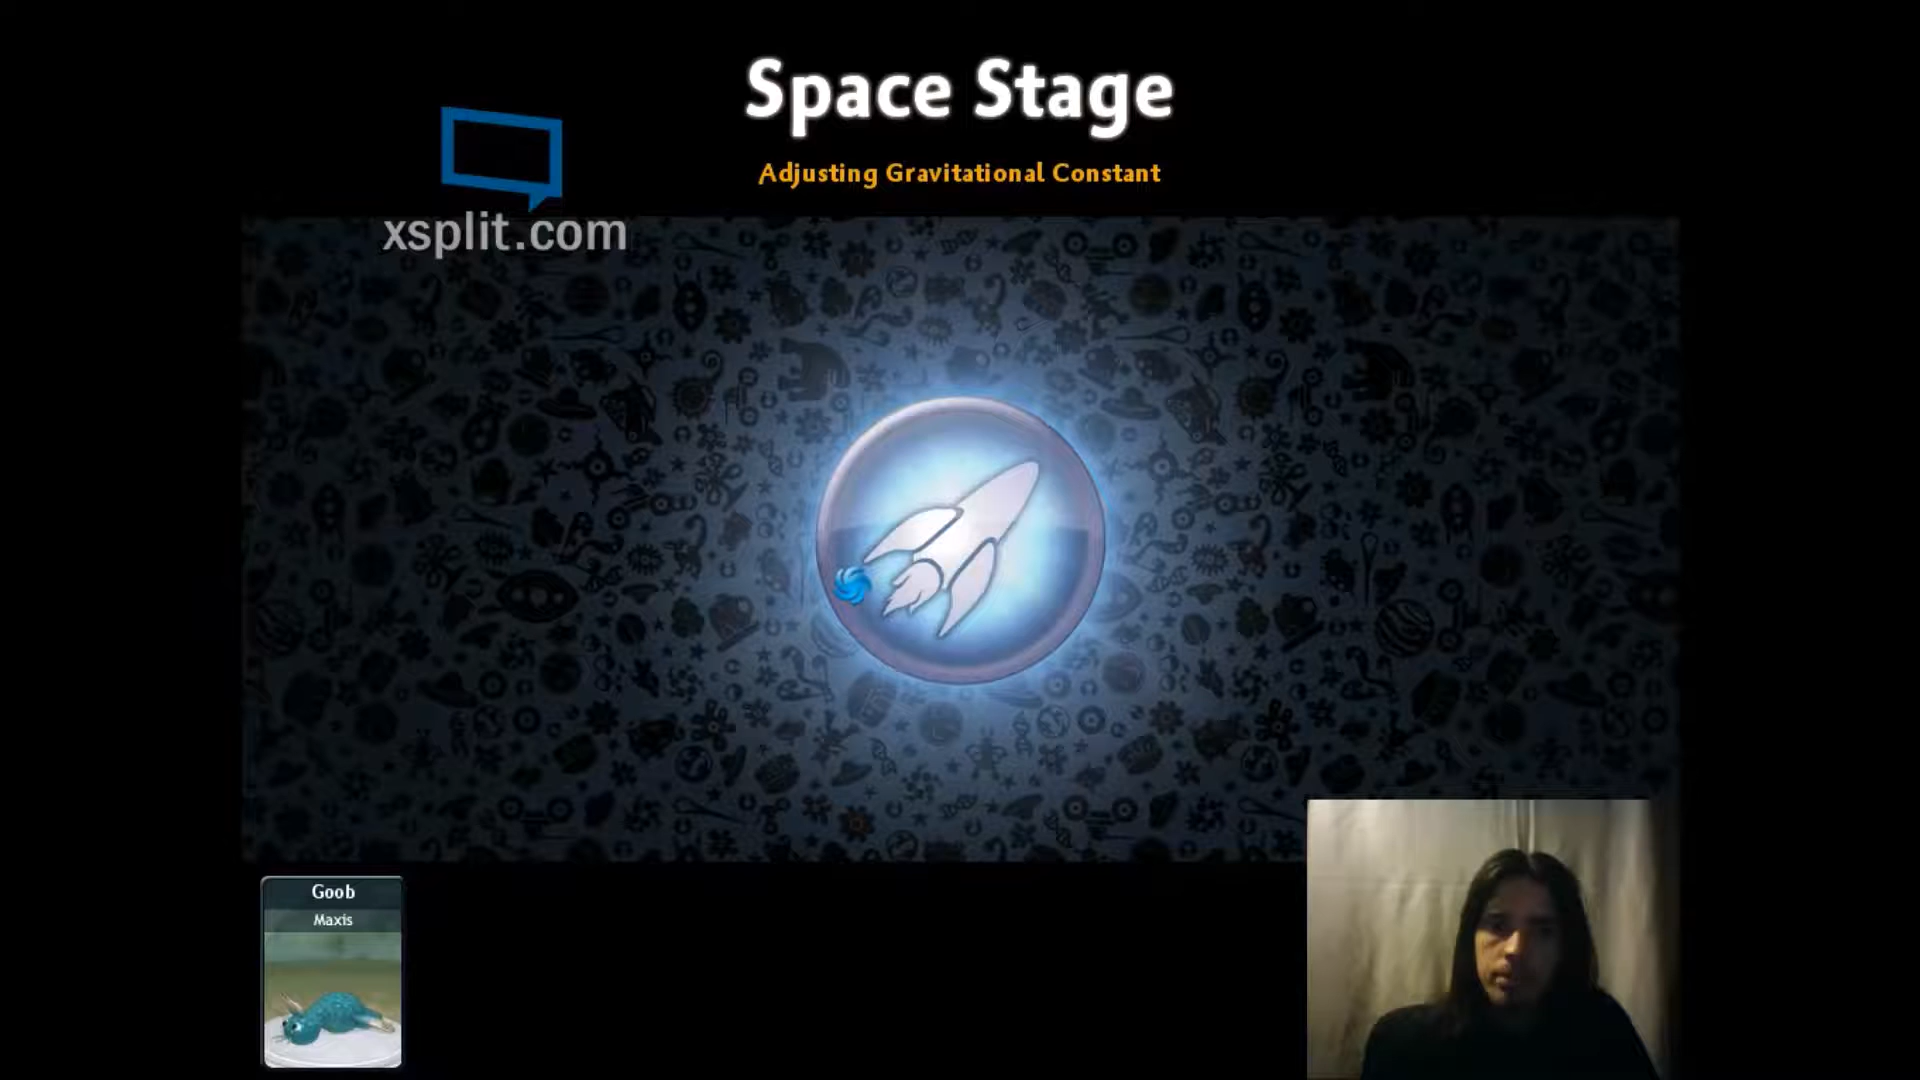 Space Stage
Adjusting Gravitational Constant
xsplit.com
Goob
Maxis